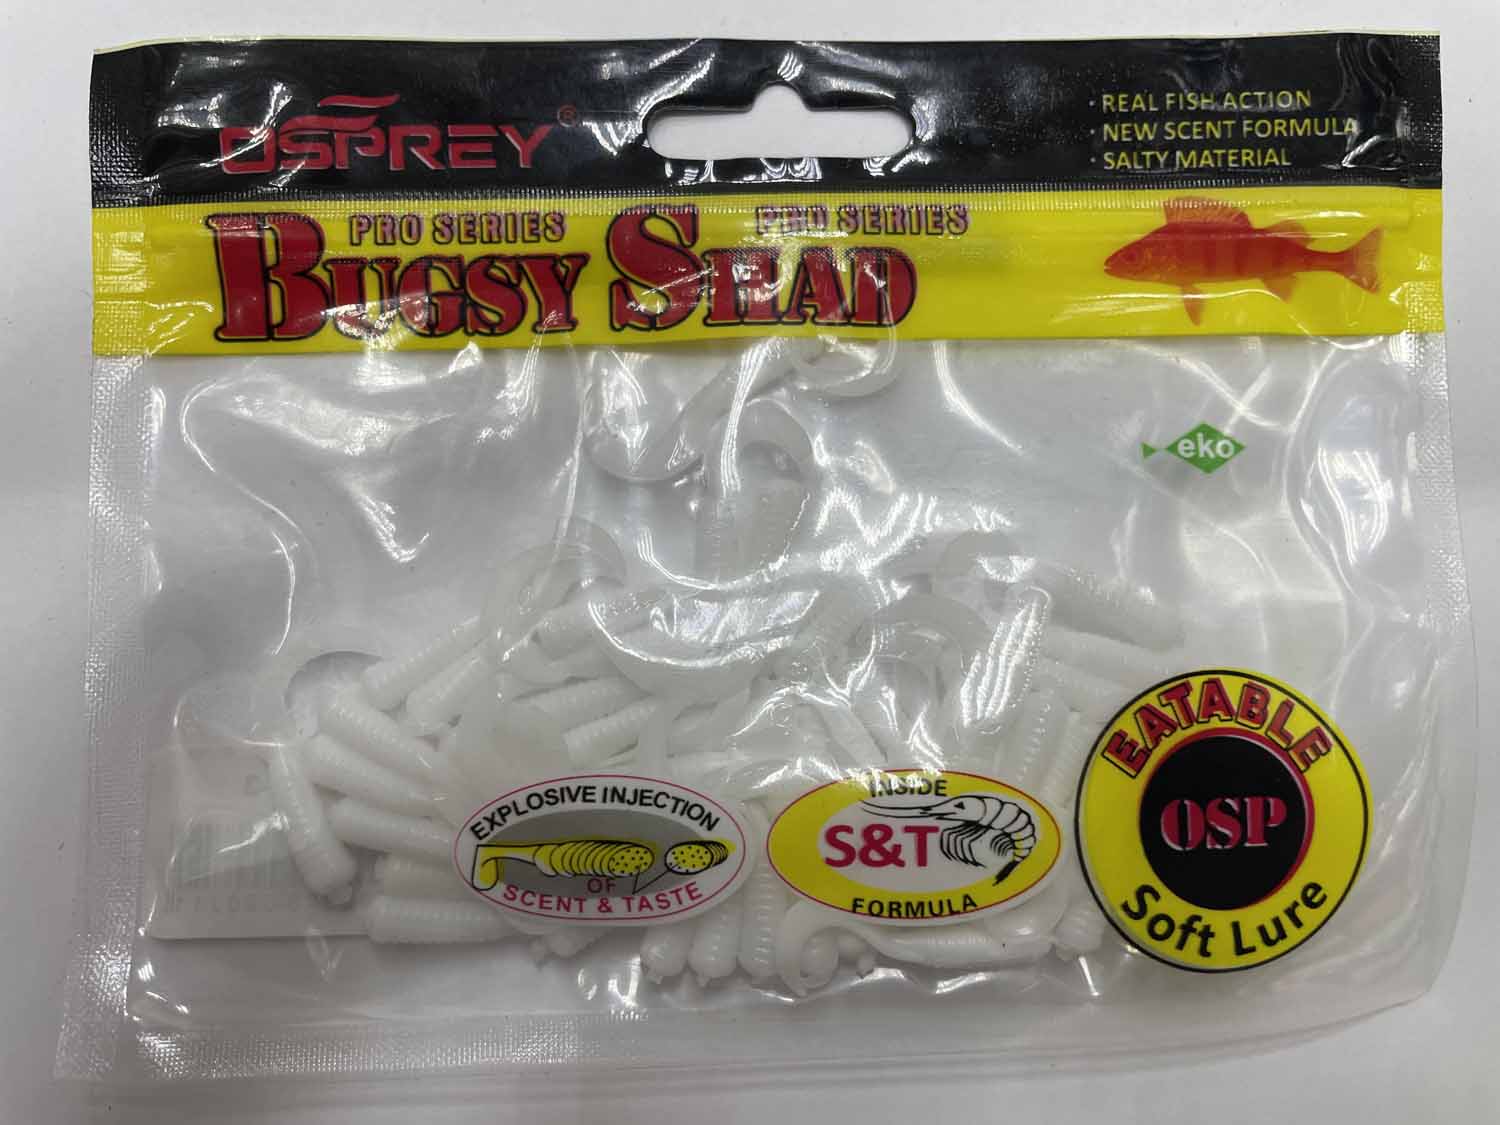 OSPREY®
· REAL FISH ACTION
· NEW SCENT FORMULA
· SALTY MATERIAL
PRO SERIES PRO SERIES
BUGSY SHAD
eko
EATABLE
OSP
Soft Lure
EXPLOSIVE INJECTION
OF
SCENT & TASTE
INSIDE
S&T
FORMULA